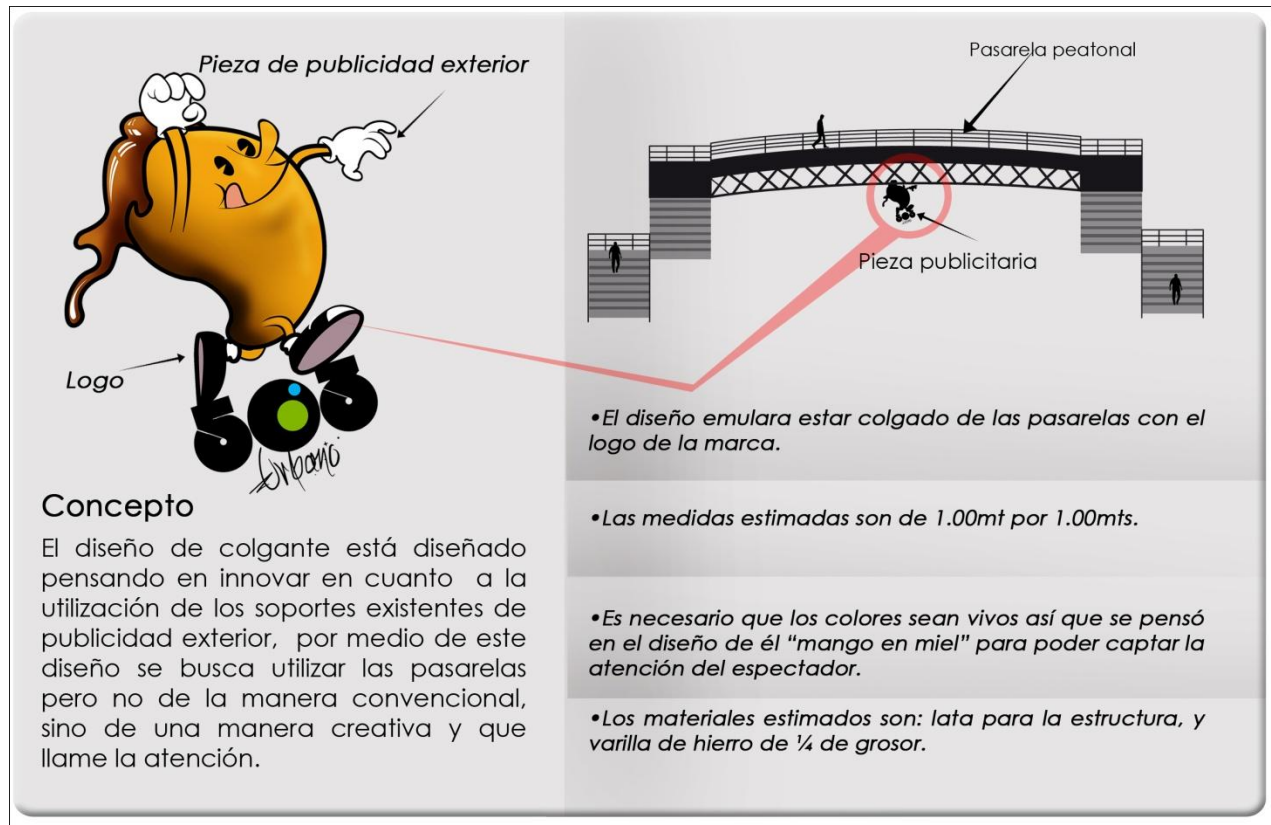 Pieza de publicidad exterior
Logo
503
Urbano
Concepto
El diseño de colgante está diseñado
pensando en innovar en cuanto a la
utilización de los soportes existentes de
publicidad exterior, por medio de este
diseño se busca utilizar las pasarelas
pero no de la manera convencional,
sino de una manera creativa y que
llame la atención.
Pasarela peatonal
Pieza publicitaria
•El diseño emulara estar colgado de las pasarelas con el
logo de la marca.
•Las medidas estimadas son de 1.00mt por 1.00mts.
•Es necesario que los colores sean vivos así que se pensó
en el diseño de él “mango en miel” para poder captar la
atención del espectador.
•Los materiales estimados son: lata para la estructura, y
varilla de hierro de ¼ de grosor.